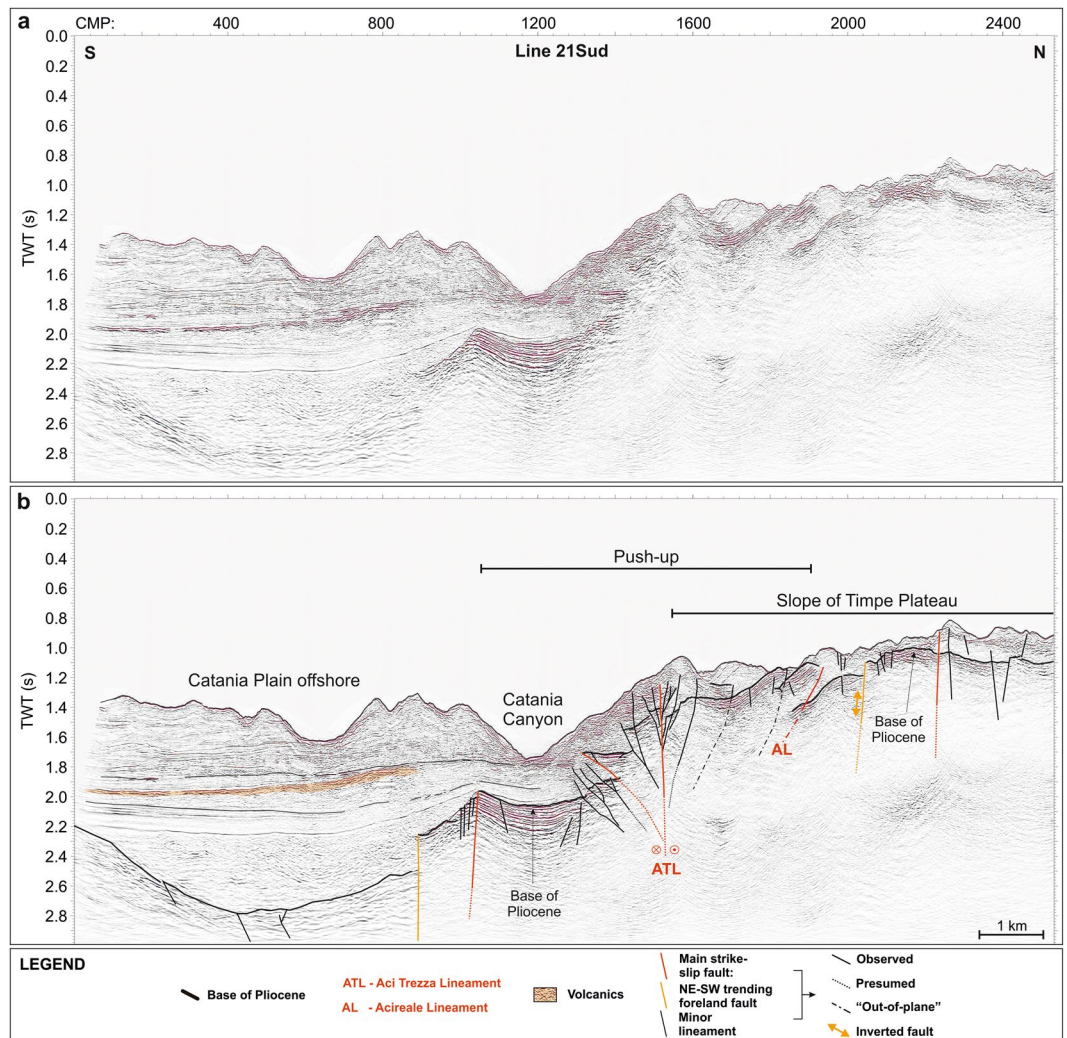 a
CMP: 400 800 1200 1600 2000 2400
S Line 21Sud N
0.0
0.2
0.4
0.6
0.8
1.0
1.2
1.4
1.6
1.8
2.0
2.2
2.4
2.6
2.8
TWT (s)
b
0.0
0.2
0.4
0.6
0.8
1.0
1.2
1.4
1.6
1.8
2.0
2.2
2.4
2.6
2.8
TWT (s)
Push-up
Slope of Timpe Plateau
Catania Plain offshore
Catania
Canyon
AL
Base of
Pliocene
ATL
Base of
Pliocene
1 km
LEGEND
Base of Pliocene
ATL - Aci Trezza Lineament
AL - Acireale Lineament
Volcanics
Main strike-
slip fault:
NE-SW trending
foreland fault
Minor
lineament
Observed
Presumed
“Out-of-plane”
Inverted fault